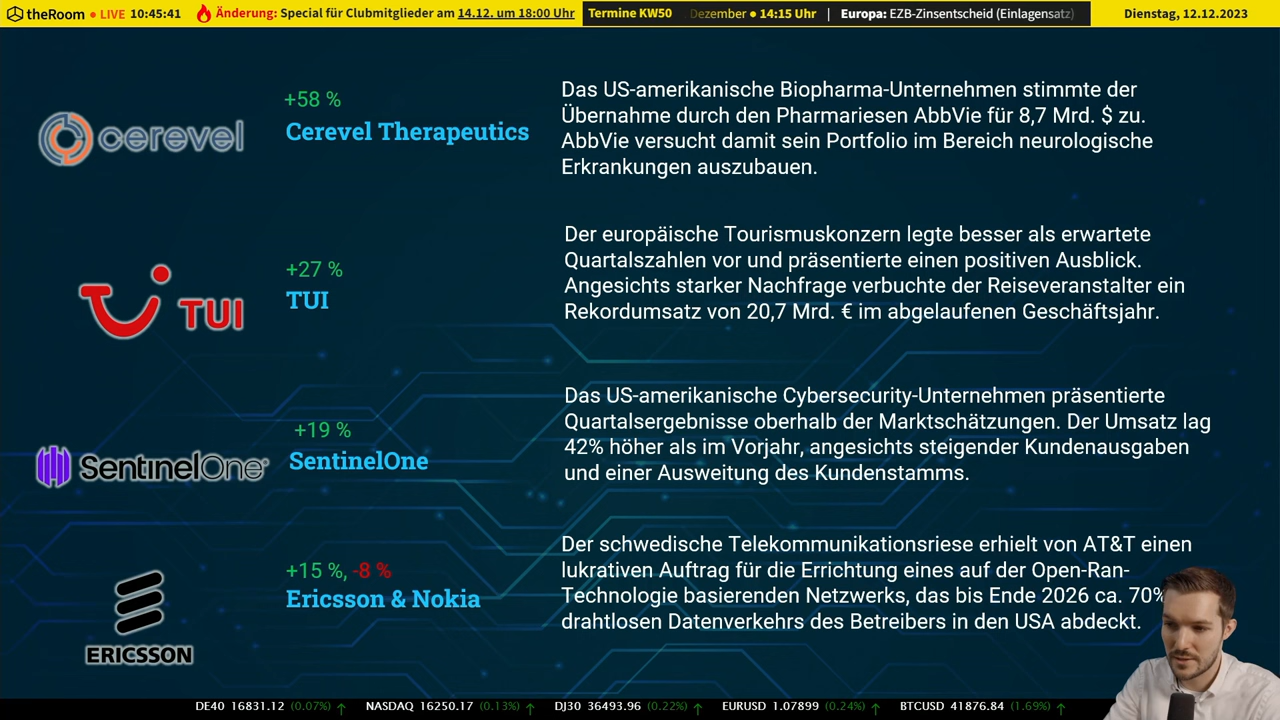 theRoom • LIVE 10:45:41
Änderung: Special für Clubmitglieder am 14.12. um 18:00 Uhr
Termine KW50
Dezember • 14:15 Uhr | Europa: EZB-Zinsentscheid (Einlagensatz)
Dienstag, 12.12.2023
cerevel
+58 %
Cerevel Therapeutics
Das US-amerikanische Biopharma-Unternehmen stimmte der
Übernahme durch den Pharmariesen AbbVie für 8,7 Mrd. $ zu.
AbbVie versucht damit sein Portfolio im Bereich neurologische
Erkrankungen auszubauen.
TUI
+27 %
TUI
Der europäische Tourismuskonzern legte besser als erwartete
Quartalszahlen vor und präsentierte einen positiven Ausblick.
Angesichts starker Nachfrage verbuchte der Reiseveranstalter ein
Rekordumsatz von 20,7 Mrd. € im abgelaufenen Geschäftsjahr.
SentinelOne
+19 %
SentinelOne
Das US-amerikanische Cybersecurity-Unternehmen präsentierte
Quartalsergebnisse oberhalb der Marktschätzungen. Der Umsatz lag
42% höher als im Vorjahr, angesichts steigender Kundenausgaben
und einer Ausweitung des Kundenstamms.
ERICSSON
+15 %, -8 %
Ericsson & Nokia
Der schwedische Telekommunikationsriese erhielt von AT&T einen
lukrativen Auftrag für die Errichtung eines auf der Open-Ran-
Technologie basierenden Netzwerks, das bis Ende 2026 ca. 70%
drahtlosen Datenverkehrs des Betreibers in den USA abdeckt.
DE40 16831.12 (0.07%) ↑ NASDAQ 16250.17 (0.13%) ↑ DJ30 36493.96 (0.22%) ↑ EURUSD 1.07899 (0.24%) ↑ BTCUSD 41876.84 (1.69%) ↑